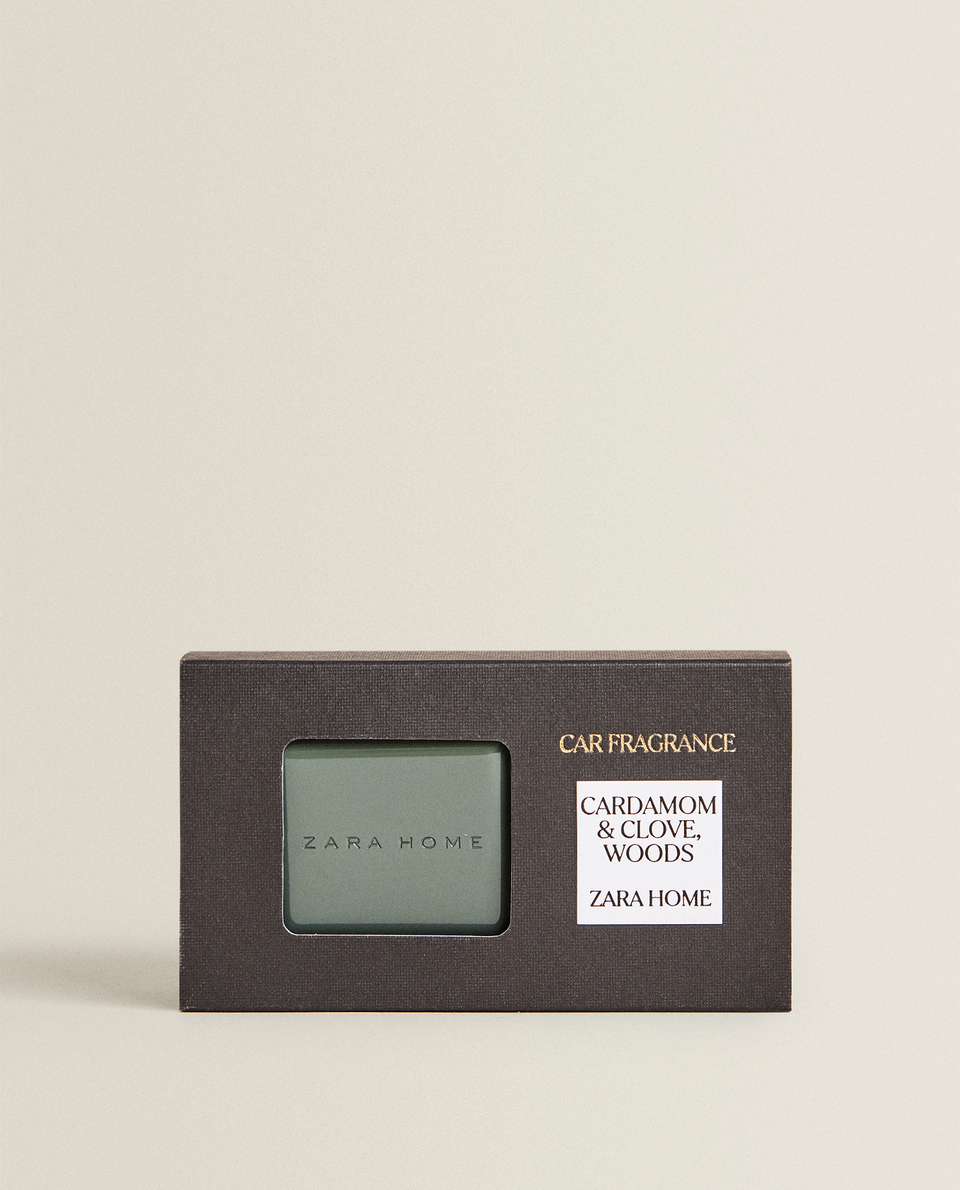 ZARA HOME
CAR FRAGRANCE
CARDAMOM
& CLOVE,
WOODS
ZARA HOME